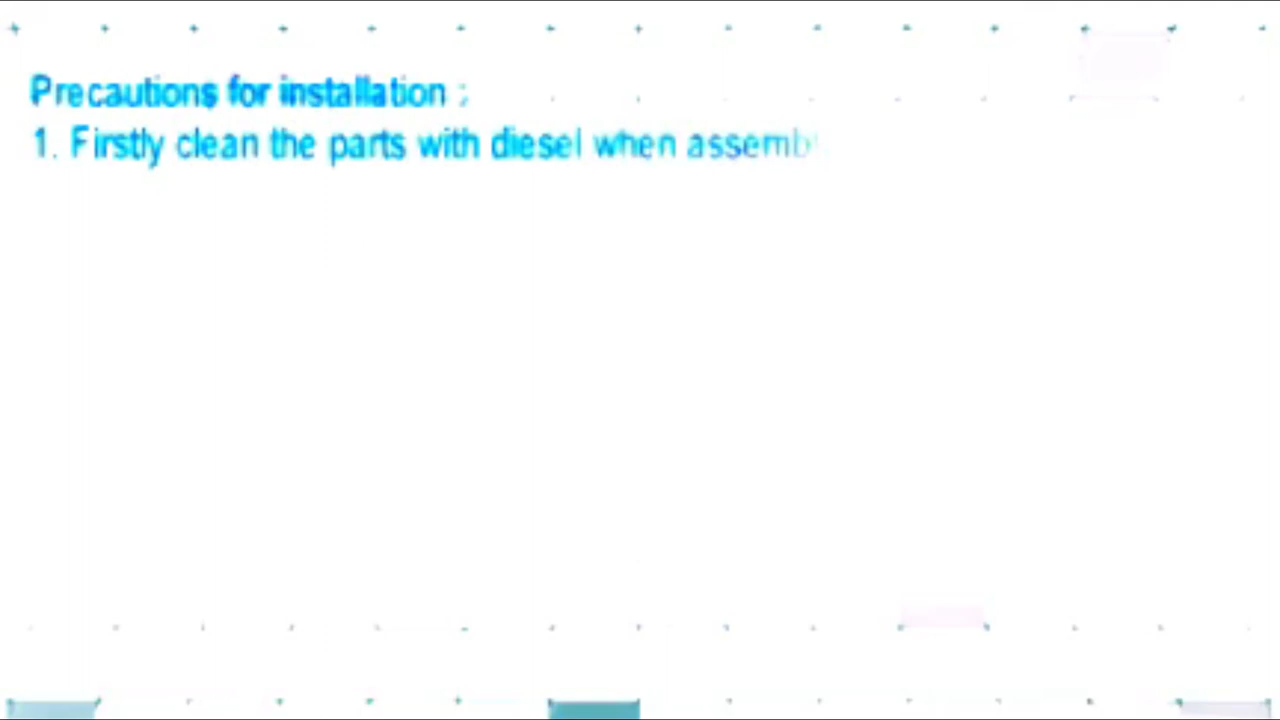 Precautions for installation :
1. Firstly clean the parts with diesel when